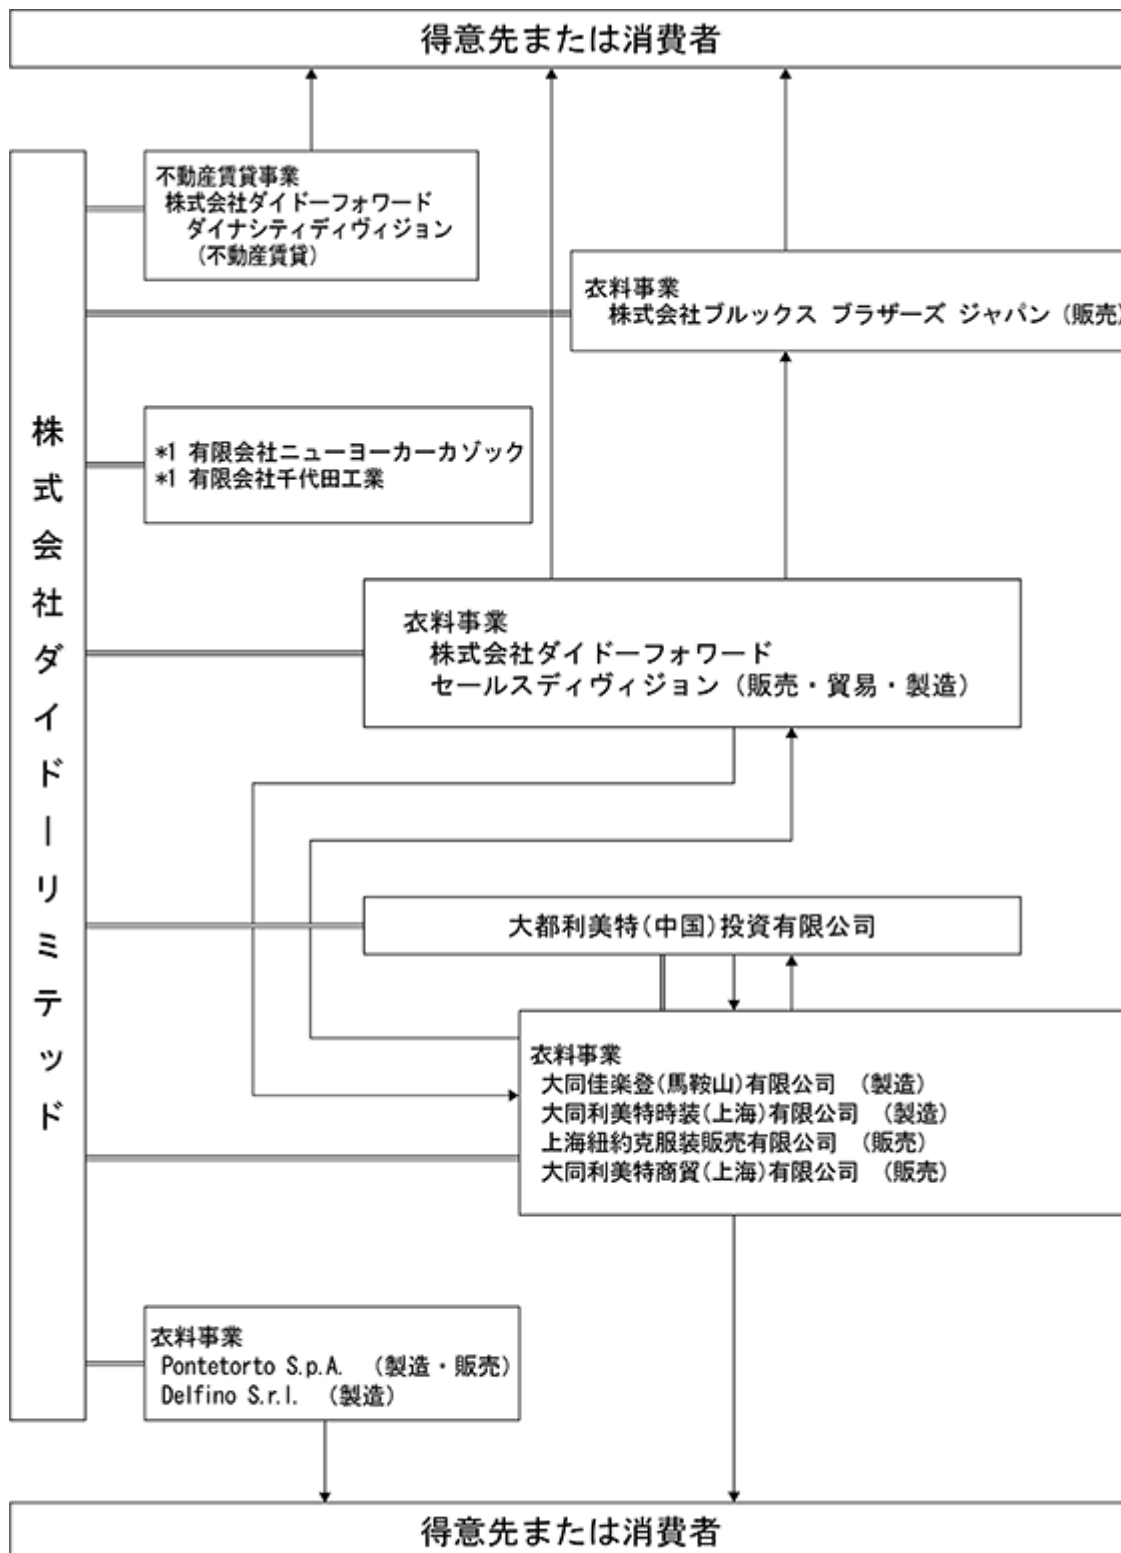 得意先または消費者
株式会社ダイドーリミテッド
不動産賃貸事業
株式会社ダイドーフォワード
ダイナシティディヴィジョン
(不動産賃貸)
衣料事業
株式会社ブルックス ブラザーズ ジャパン (販売)
*1 有限会社ニューヨーカーカゾック
*1 有限会社千代田工業
衣料事業
株式会社ダイドーフォワード
セールスディヴィジョン (販売・貿易・製造)
大都利美特(中国)投資有限公司
衣料事業
大同佳楽登(馬鞍山)有限公司 (製造)
大同利美特時装(上海)有限公司 (製造)
上海紐約克服装販売有限公司 (販売)
大同利美特商貿(上海)有限公司 (販売)
衣料事業
Pontetorto S.p.A. (製造・販売)
Delfino S.r.l. (製造)
得意先または消費者